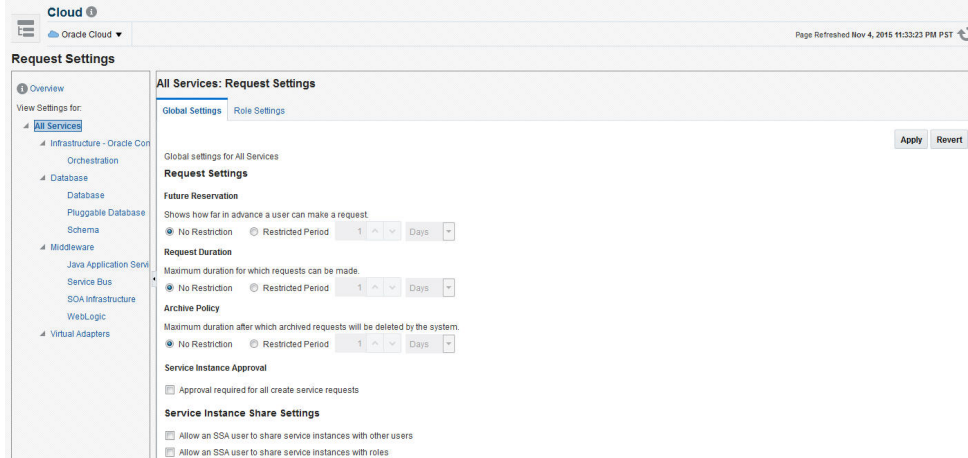 Cloud
Oracle Cloud
Page Refreshed Nov 4, 2015 11:33:23 PM PST
Request Settings
Overview
View Settings for:
All Services
Infrastructure - Oracle Con
Orchestration
Database
Database
Pluggable Database
Schema
Middleware
Java Application Servi
Service Bus
SOA Infrastructure
WebLogic
Virtual Adapters
All Services: Request Settings
Global Settings Role Settings
Apply Revert
Global settings for All Services
Request Settings
Future Reservation
Shows how far in advance a user can make a request.
No Restriction Restricted Period 1 Days
Request Duration
Maximum duration for which requests can be made.
No Restriction Restricted Period 1 Days
Archive Policy
Maximum duration after which archived requests will be deleted by the system.
No Restriction Restricted Period 1 Days
Service Instance Approval
Approval required for all create service requests
Service Instance Share Settings
Allow an SSA user to share service instances with other users
Allow an SSA user to share service instances with roles